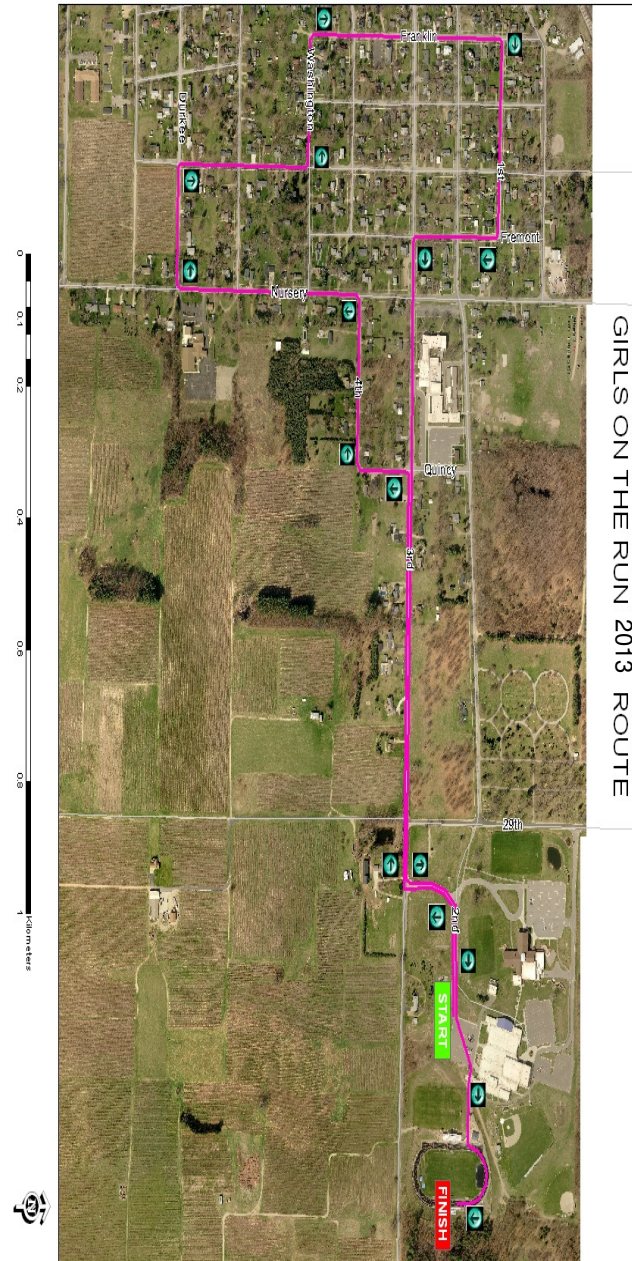 GIRLS ON THE RUN 2013 ROUTE
Franklin
Washington
Durkee
1st
Fremont
Nursery
4th
Quincy
3rd
29th
2nd
START
FINISH
0
0.1
0.2
0.4
0.6
0.8
1
Kilometers
N